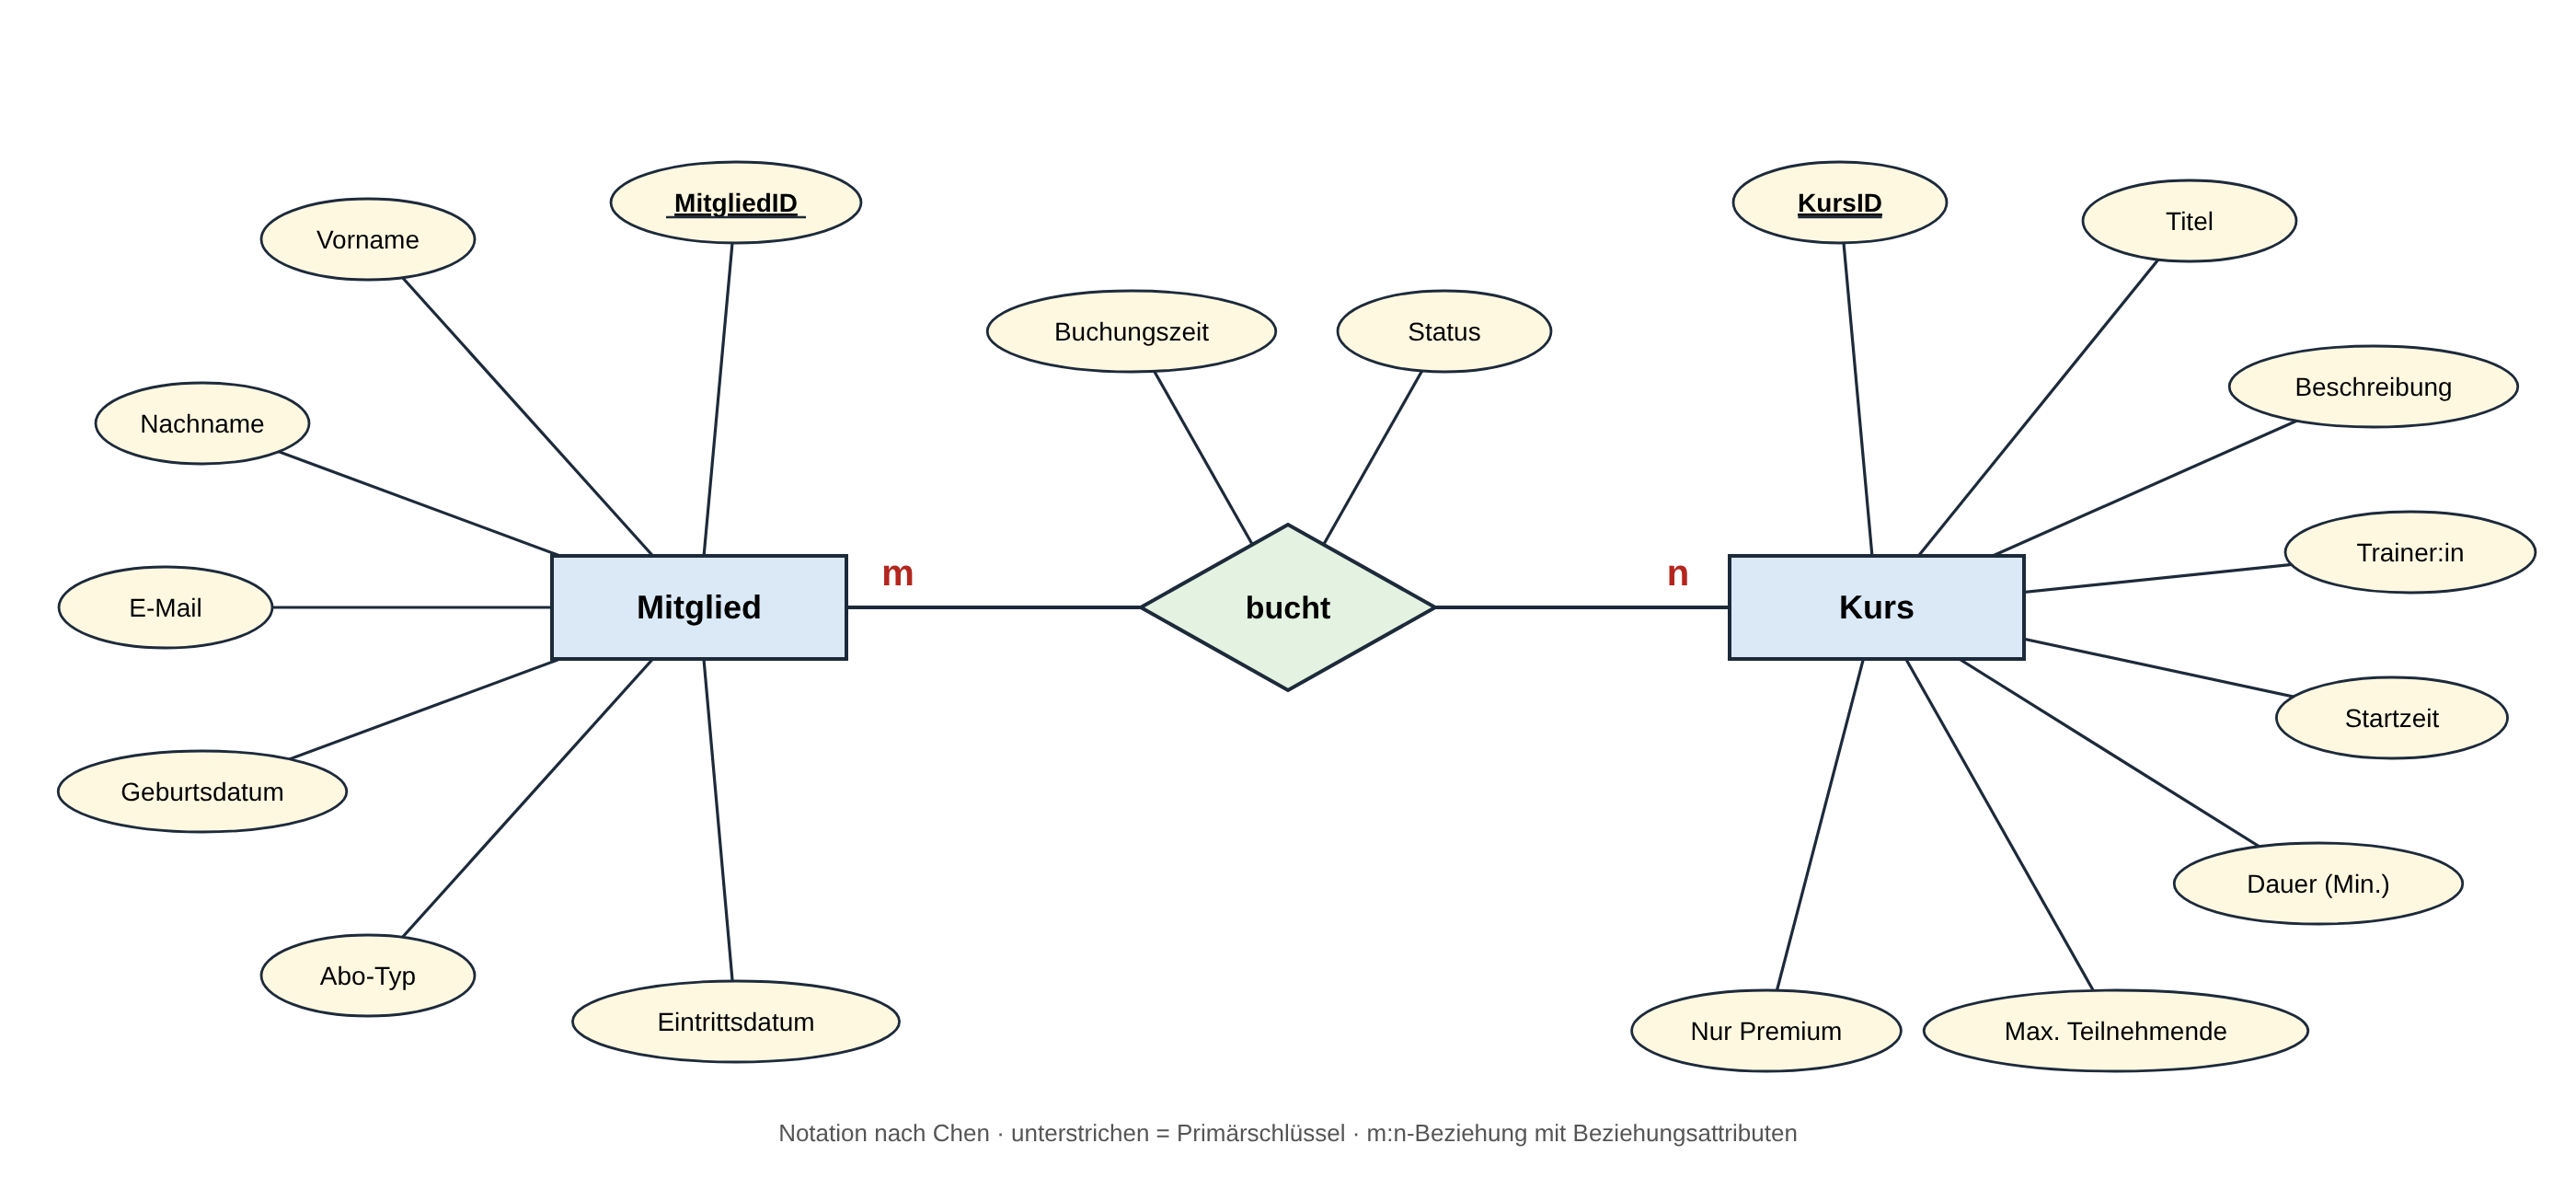 MitgliedID
KursID
Titel
Vorname
Buchungszeit
Status
Beschreibung
Nachname
Trainer:in
m
n
E-Mail
Mitglied
bucht
Kurs
Startzeit
Geburtsdatum
Dauer (Min.)
Abo-Typ
Eintrittsdatum
Nur Premium
Max. Teilnehmende
Notation nach Chen · unterstrichen = Primärschlüssel · m:n-Beziehung mit Beziehungsattributen